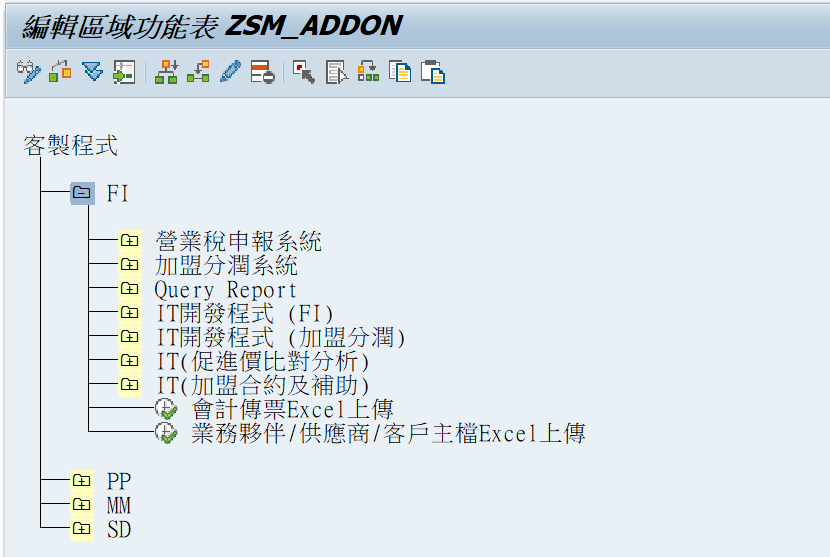 編輯區域功能表 ZSM_ADDON
客製程式
FI
營業稅申報系統
加盟分潤系統
Query Report
IT開發程式 (FI)
IT開發程式 (加盟分潤)
IT(促進價比對分析)
IT(加盟合約及補助)
會計傳票Excel上傳
業務夥伴/供應商/客戶主檔Excel上傳
PP
MM
SD